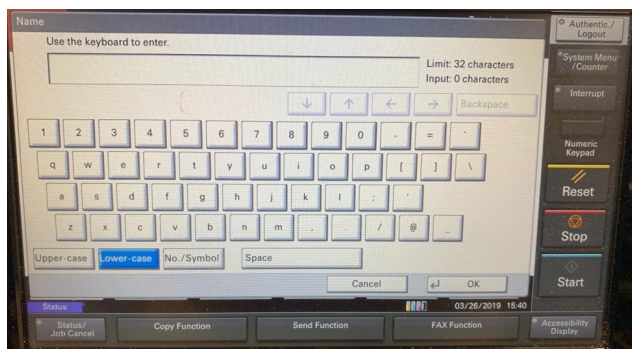 Name
Use the keyboard to enter.
Limit: 32 characters
Input: 0 characters
↓ ↑ ← → Backspace
1 2 3 4 5 6 7 8 9 0 - = `
q w e r t y u i o p [ ] \
a s d f g h j k l ; '
z x c v b n m , . / @ _
Upper-case Lower-case No./Symbol Space
Cancel OK
Status 03/26/2019 15:40
Status/
Job Cancel
Copy Function
Send Function
FAX Function
Accessibility
Display
Authentic./
Logout
System Menu
/Counter
Interrupt
Numeric
Keypad
Reset
Stop
Start